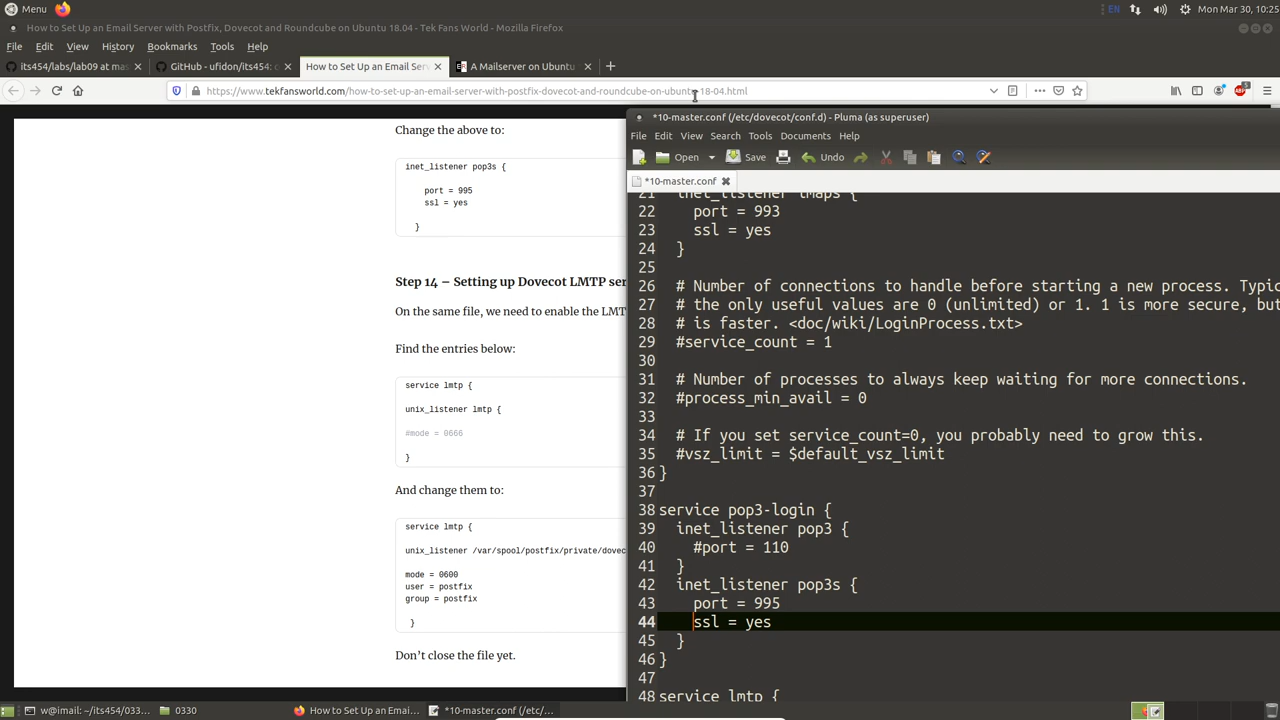 Menu
EN
Mon Mar 30, 10:25
How to Set Up an Email Server with Postfix, Dovecot and Roundcube on Ubuntu 18.04 - Tek Fans World - Mozilla Firefox
File Edit View History Bookmarks Tools Help
its454/labs/lab09 at mas
GitHub - ufidon/its454: c
How to Set Up an Email Serv
A Mailserver on Ubuntu
https://www.tekfansworld.com/how-to-set-up-an-email-server-with-postfix-dovecot-and-roundcube-on-ubuntu-18-04.html
Change the above to:
inet_listener pop3s {
port = 995
ssl = yes
}
Step 14 – Setting up Dovecot LMTP ser
On the same file, we need to enable the LMT
Find the entries below:
service lmtp {
unix_listener lmtp {
#mode = 0666
}
And change them to:
service lmtp {
unix_listener /var/spool/postfix/private/dovec
mode = 0600
user = postfix
group = postfix
}
Don’t close the file yet.
*10-master.conf (/etc/dovecot/conf.d) - Pluma (as superuser)
File Edit View Search Tools Documents Help
Open Save Undo
*10-master.conf
21 inet_listener imaps {
22 port = 993
23 ssl = yes
24 }
25
26 # Number of connections to handle before starting a new process. Typic
27 # the only useful values are 0 (unlimited) or 1. 1 is more secure, but
28 # is faster. <doc/wiki/LoginProcess.txt>
29 #service_count = 1
30
31 # Number of processes to always keep waiting for more connections.
32 #process_min_avail = 0
33
34 # If you set service_count=0, you probably need to grow this.
35 #vsz_limit = $default_vsz_limit
36 }
37
38 service pop3-login {
39 inet_listener pop3 {
40 #port = 110
41 }
42 inet_listener pop3s {
43 port = 995
44 ssl = yes
45 }
46 }
47
48 service lmtp {
w@imail: ~/its454/033...
0330
How to Set Up an Emai...
*10-master.conf (/etc/...